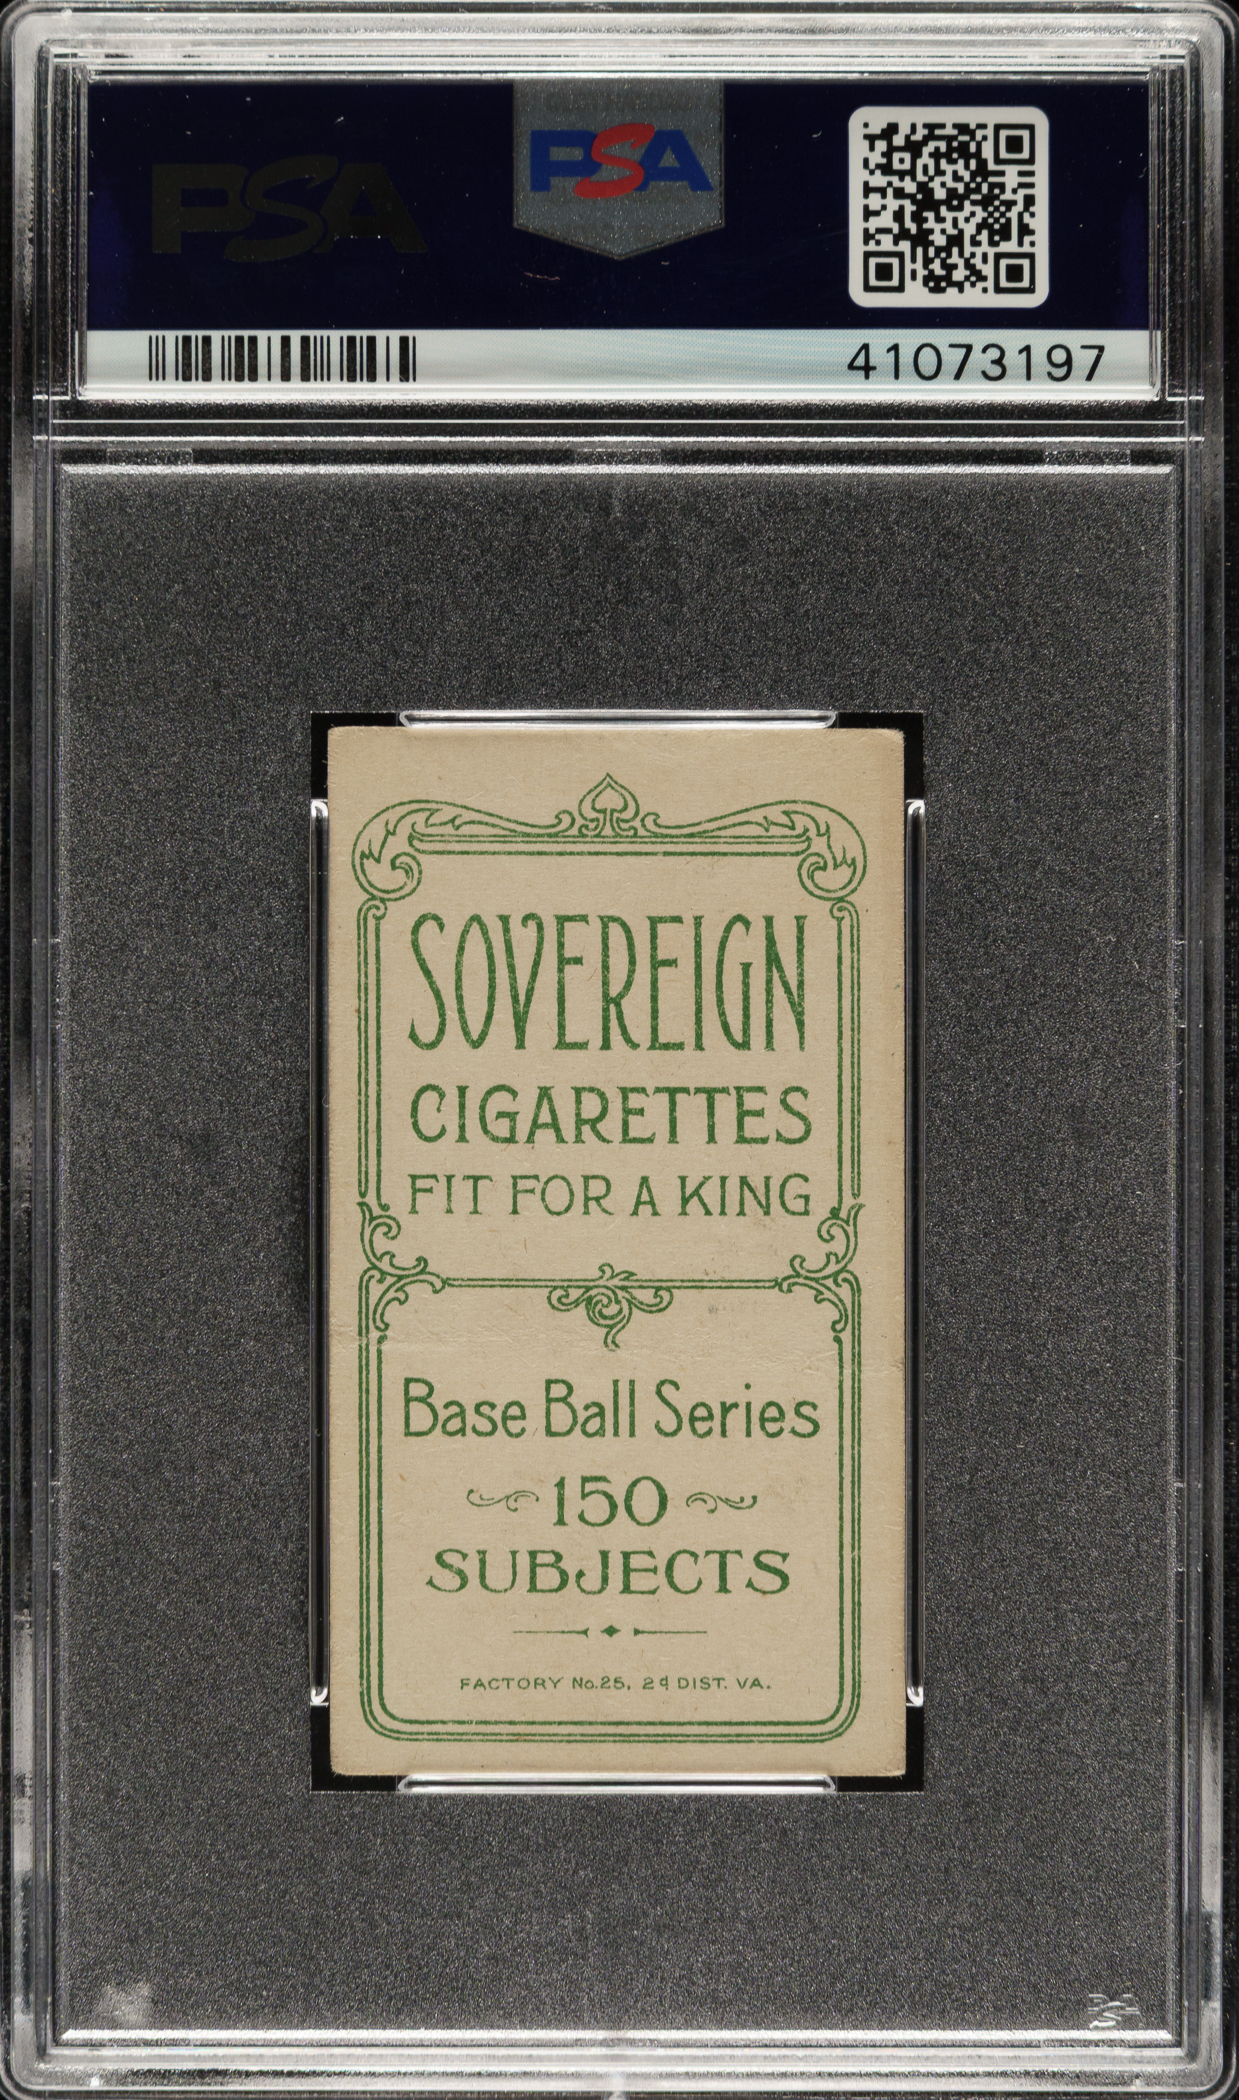 PSA
PSA
41073197
SOVEREIGN
CIGARETTES
FIT FOR A KING
Base Ball Series
150
SUBJECTS
FACTORY No.25, 2d DIST. VA.